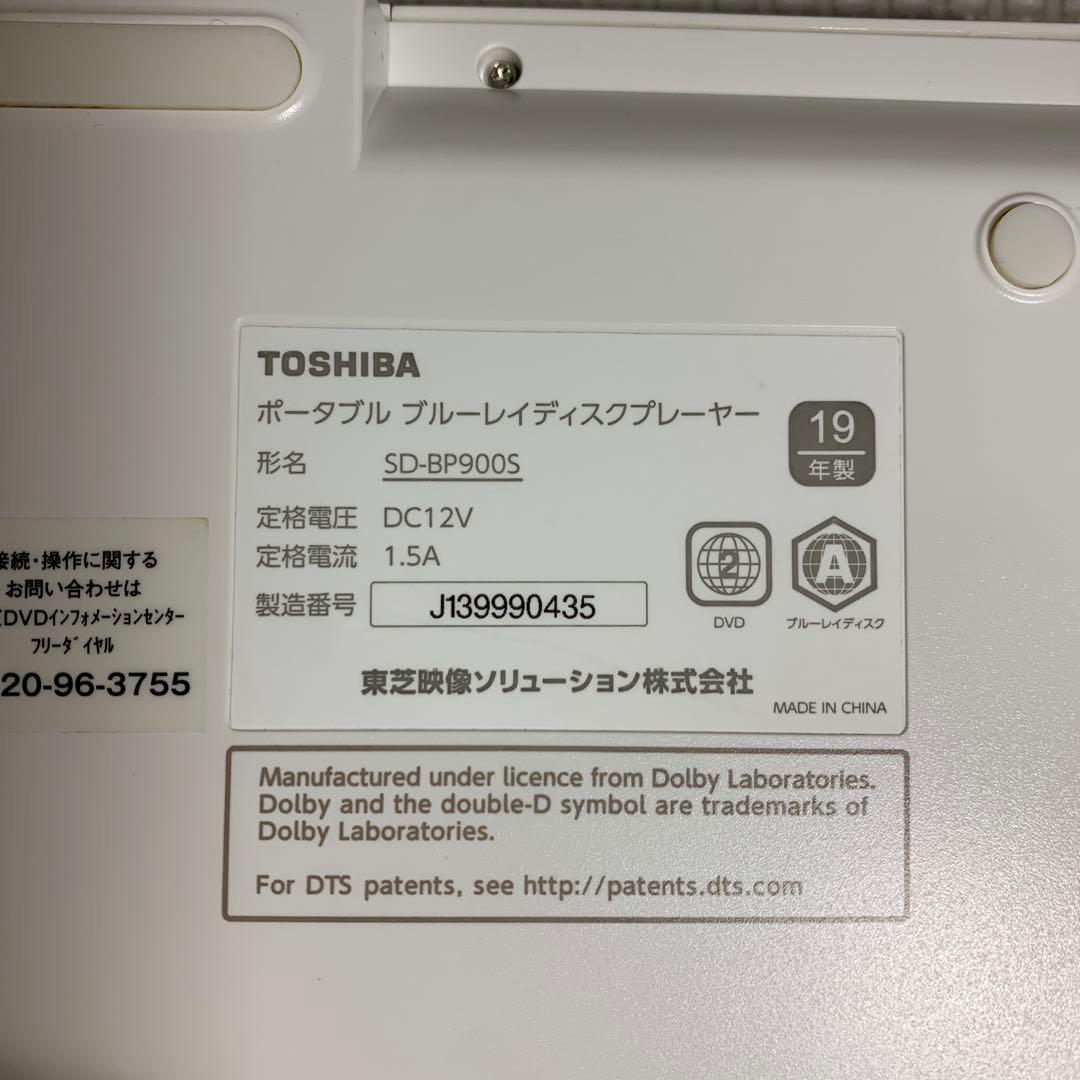 TOSHIBA
ポータブル ブルーレイディスクプレーヤー
19
年製
形名 SD-BP900S
定格電圧 DC12V
定格電流 1.5A
製造番号 J139990435
2
DVD
A
ブルーレイディスク
東芝映像ソリューション株式会社
MADE IN CHINA
接続・操作に関する
お問い合わせは
DVDインフォメーションセンター
フリーダイヤル
20-96-3755
Manufactured under licence from Dolby Laboratories.
Dolby and the double-D symbol are trademarks of
Dolby Laboratories.
For DTS patents, see http://patents.dts.com